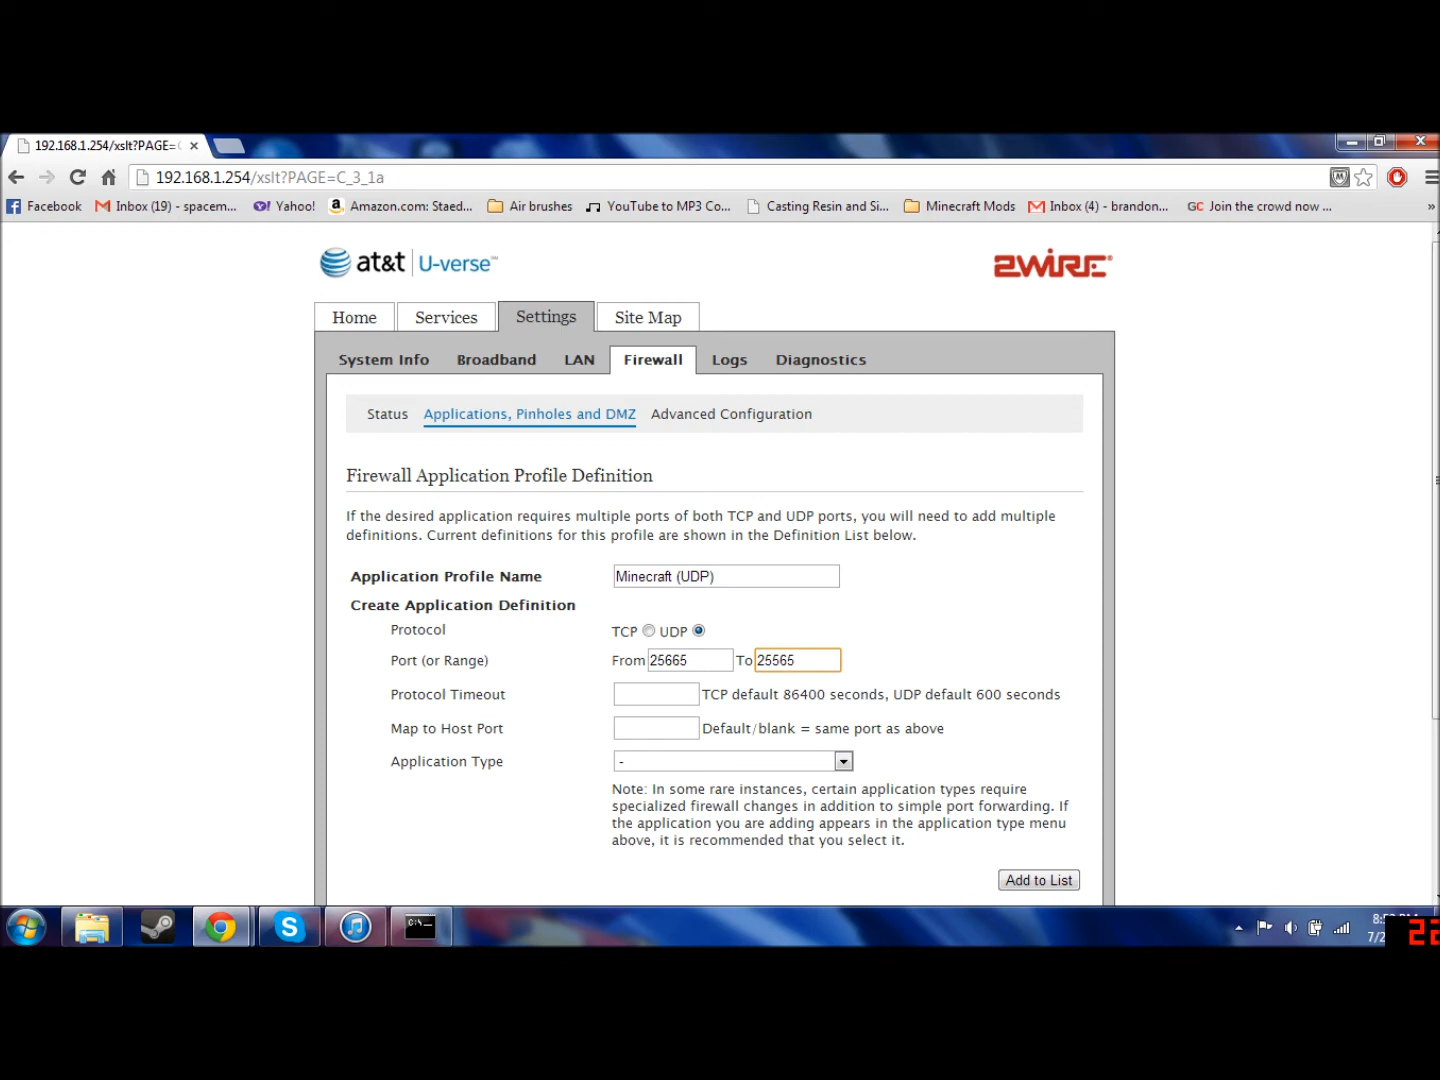 192.168.1.254/xslt?PAGE=
192.168.1.254/xslt?PAGE=C_3_1a
Facebook Inbox (19) - spacem... Yahoo! Amazon.com: Staed... Air brushes YouTube to MP3 Co... Casting Resin and Si... Minecraft Mods Inbox (4) - brandon... GC Join the crowd now ... »
at&t U-verse 2WIRE
Home Services Settings Site Map
System Info Broadband LAN Firewall Logs Diagnostics
Status Applications, Pinholes and DMZ Advanced Configuration
Firewall Application Profile Definition
If the desired application requires multiple ports of both TCP and UDP ports, you will need to add multiple
definitions. Current definitions for this profile are shown in the Definition List below.
Application Profile Name Minecraft (UDP)
Create Application Definition
Protocol TCP UDP
Port (or Range) From 25665 To 25565
Protocol Timeout TCP default 86400 seconds, UDP default 600 seconds
Map to Host Port Default/blank = same port as above
Application Type -
Note: In some rare instances, certain application types require
specialized firewall changes in addition to simple port forwarding. If
the application you are adding appears in the application type menu
above, it is recommended that you select it.
Add to List
C:\_
22